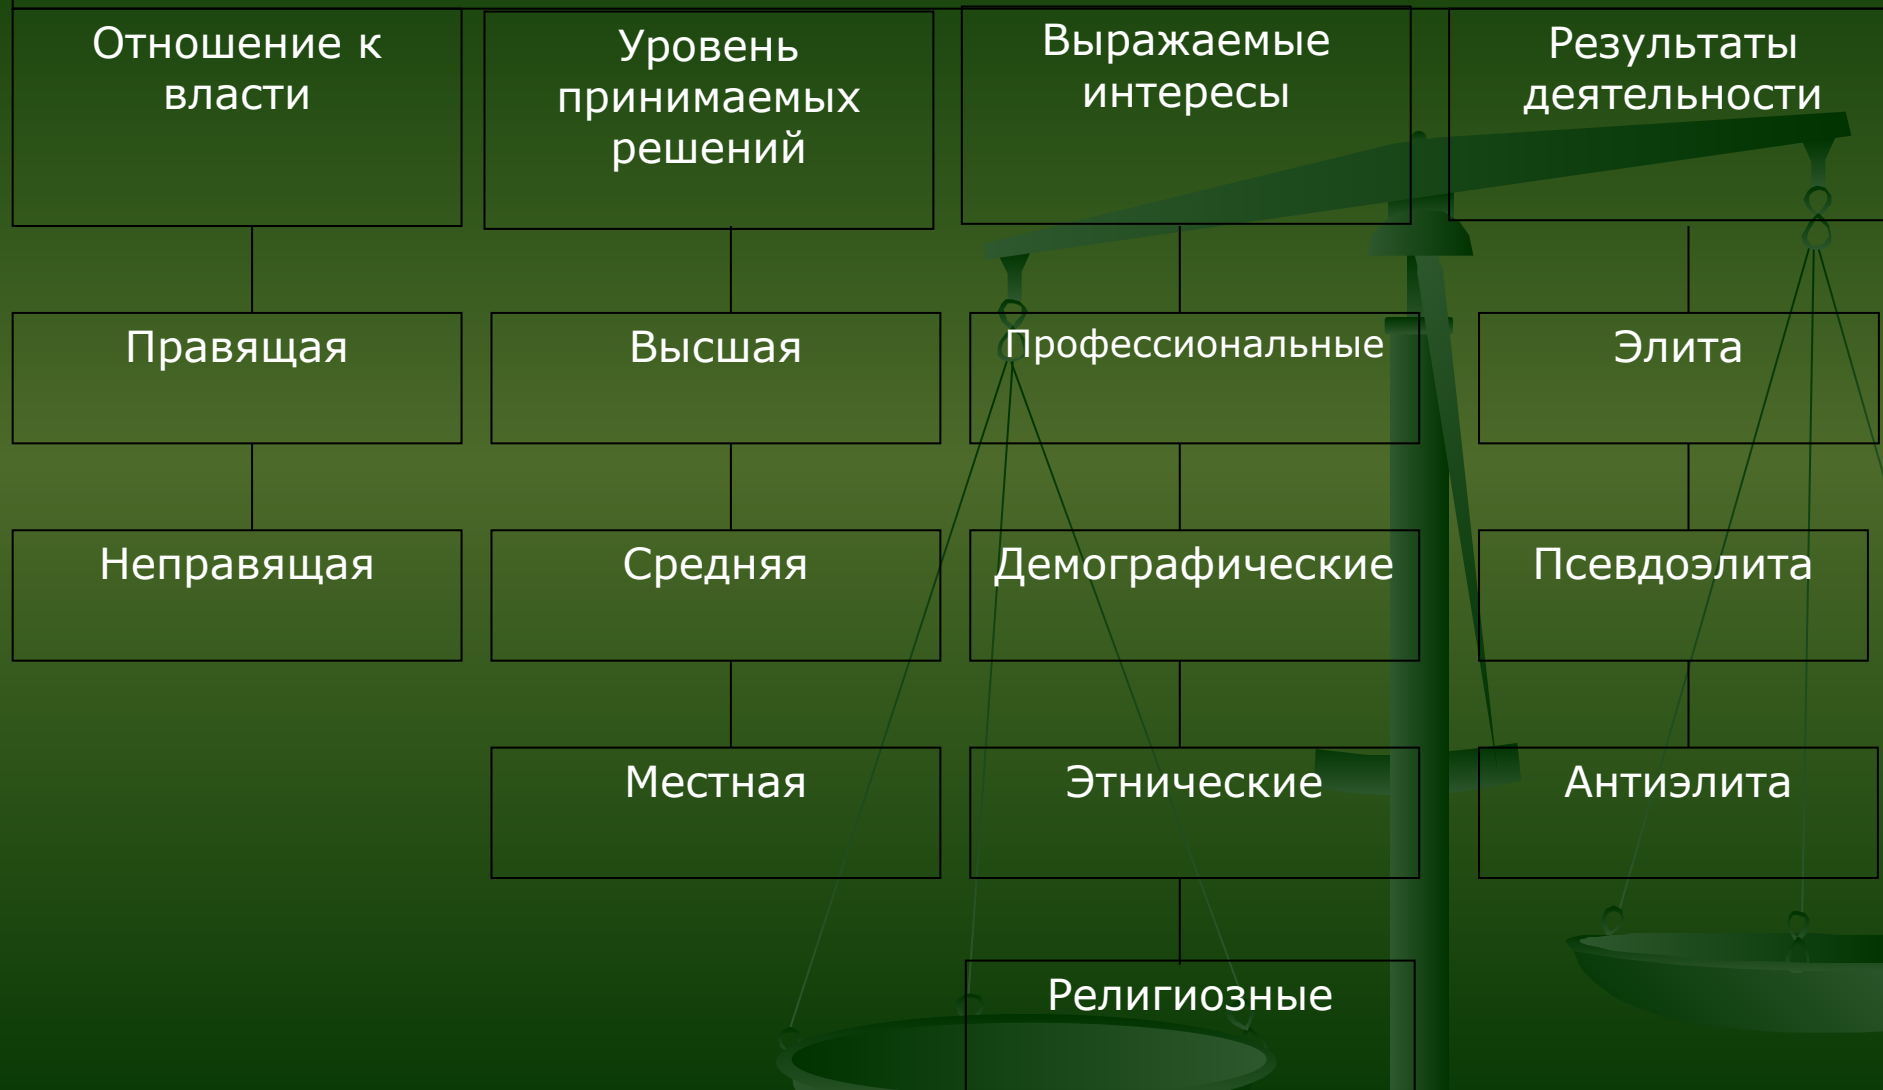 Отношение к
власти
Правящая
Неправящая
Уровень
принимаемых
решений
Высшая
Средняя
Местная
Выражаемые
интересы
Профессиональные
Демографические
Этнические
Религиозные
Результаты
деятельности
Элита
Псевдоэлита
Антиэлита